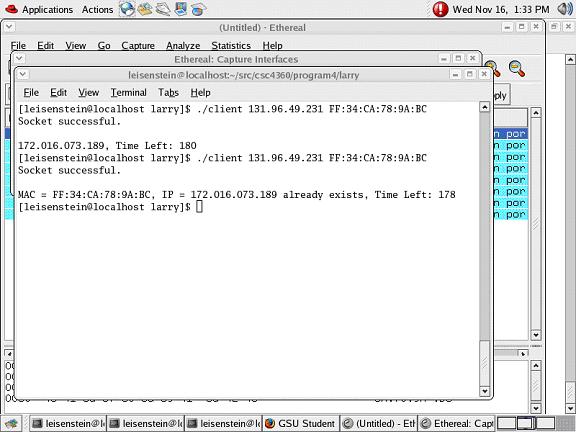 Applications Actions Wed Nov 16, 1:33 PM
(Untitled) - Ethereal
File Edit View Go Capture Analyze Statistics Help
Ethereal: Capture Interfaces
leisenstein@localhost:~/src/csc4360/program4/larry
File Edit View Terminal Tabs Help
[leisenstein@localhost larry]$ ./client 131.96.49.231 FF:34:CA:78:9A:BC
Socket successful.
172.016.073.189, Time Left: 180
[leisenstein@localhost larry]$ ./client 131.96.49.231 FF:34:CA:78:9A:BC
Socket successful.
MAC = FF:34:CA:78:9A:BC, IP = 172.016.073.189 already exists, Time Left: 178
[leisenstein@localhost larry]$
ply
n por
n por
n por
n por
n por
n por
n por
n por
leisenstein@l leisenstein@l leisenstein@l GSU Student (Untitled) - Eth Ethereal: Capt